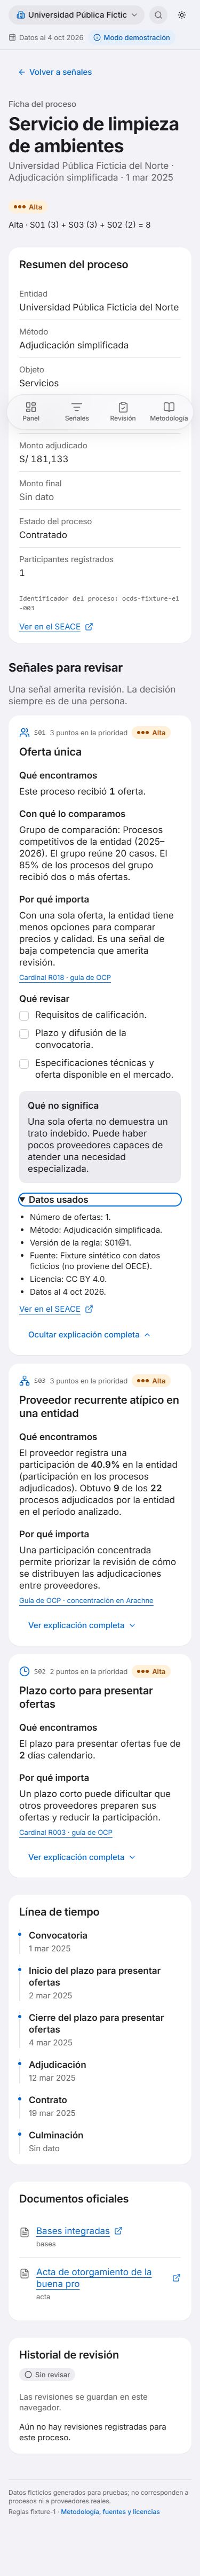 Universidad Pública Fictic
Datos al 4 oct 2026
Modo demostración
Volver a señales
Ficha del proceso
Servicio de limpieza
de ambientes
Universidad Pública Ficticia del Norte ·
Adjudicación simplificada · 1 mar 2025
Alta
Alta · S01 (3) + S03 (3) + S02 (2) = 8
Resumen del proceso
Entidad
Universidad Pública Ficticia del Norte
Método
Adjudicación simplificada
Objeto
Servicios
Panel
Señales
Revisión
Metodología
Monto adjudicado
S/ 181,133
Monto final
Sin dato
Estado del proceso
Contratado
Participantes registrados
1
Identificador del proceso: ocds-fixture-e1
-003
Ver en el SEACE
Señales para revisar
Una señal amerita revisión. La decisión
siempre es de una persona.
S01 3 puntos en la prioridad Alta
Oferta única
Qué encontramos
Este proceso recibió 1 oferta.
Con qué lo comparamos
Grupo de comparación: Procesos
competitivos de la entidad (2025–
2026). El grupo reúne 20 casos. El
85% de los procesos del grupo
recibió dos o más ofertas.
Por qué importa
Con una sola oferta, la entidad tiene
menos opciones para comparar
precios y calidad. Es una señal de
baja competencia que amerita
revisión.
Cardinal R018 · guía de OCP
Qué revisar
Requisitos de calificación.
Plazo y difusión de la
convocatoria.
Especificaciones técnicas y
oferta disponible en el mercado.
Qué no significa
Una sola oferta no demuestra un
trato indebido. Puede haber
pocos proveedores capaces de
atender una necesidad
especializada.
Datos usados
Número de ofertas: 1.
Método: Adjudicación simplificada.
Versión de la regla: S01@1.
Fuente: Fixture sintético con datos
ficticios (no proviene del OECE).
Licencia: CC BY 4.0.
Datos al 4 oct 2026.
Ver en el SEACE
Ocultar explicación completa
S03 3 puntos en la prioridad Alta
Proveedor recurrente atípico en
una entidad
Qué encontramos
El proveedor registra una
participación de 40.9% en la entidad
(participación en los procesos
adjudicados). Obtuvo 9 de los 22
procesos adjudicados por la entidad
en el periodo analizado.
Por qué importa
Una participación concentrada
permite priorizar la revisión de cómo
se distribuyen las adjudicaciones
entre proveedores.
Guía de OCP · concentración en Arachne
Ver explicación completa
S02 2 puntos en la prioridad Alta
Plazo corto para presentar
ofertas
Qué encontramos
El plazo para presentar ofertas fue de
2 días calendario.
Por qué importa
Un plazo corto puede dificultar que
otros proveedores preparen sus
ofertas y reducir la participación.
Cardinal R003 · guía de OCP
Ver explicación completa
Línea de tiempo
Convocatoria
1 mar 2025
Inicio del plazo para presentar
ofertas
2 mar 2025
Cierre del plazo para presentar
ofertas
4 mar 2025
Adjudicación
12 mar 2025
Contrato
19 mar 2025
Culminación
Sin dato
Documentos oficiales
Bases integradas
bases
Acta de otorgamiento de la
buena pro
acta
Historial de revisión
Sin revisar
Las revisiones se guardan en este
navegador.
Aún no hay revisiones registradas para
este proceso.
Datos ficticios generados para pruebas; no corresponden a
procesos ni a proveedores reales.
Reglas fixture-1 · Metodología, fuentes y licencias